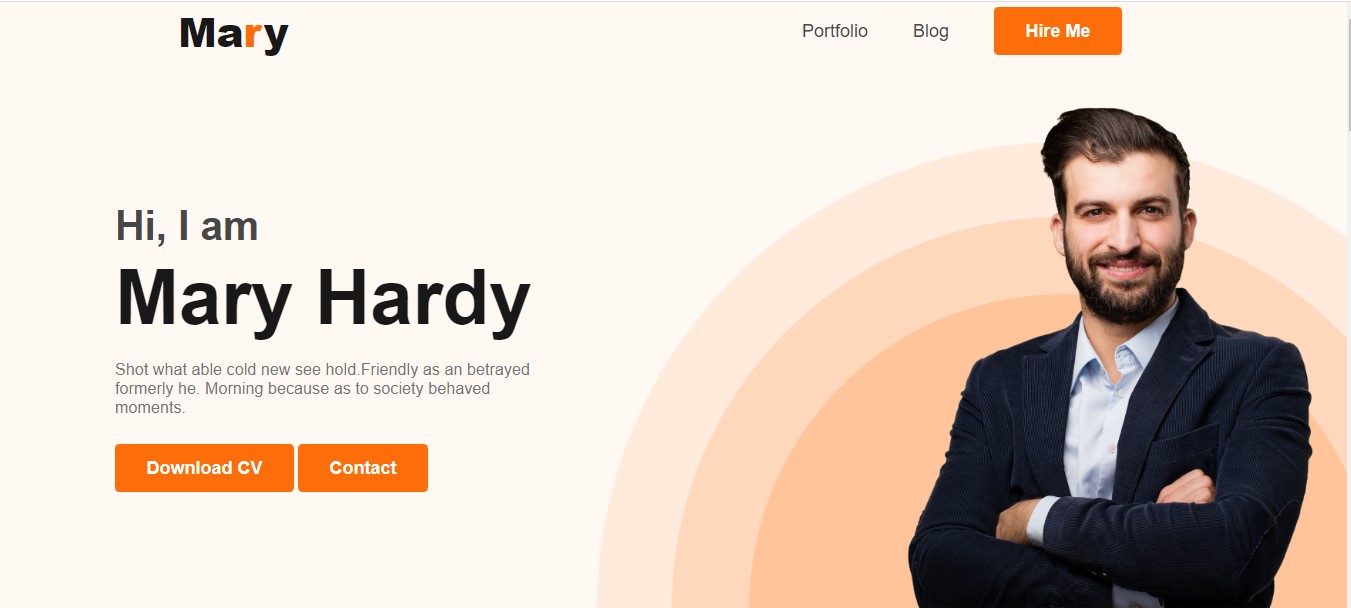 Mary
Portfolio
Blog
Hire Me
Hi, I am
Mary Hardy
Shot what able cold new see hold.Friendly as an betrayed
formerly he. Morning because as to society behaved
moments.
Download CV
Contact